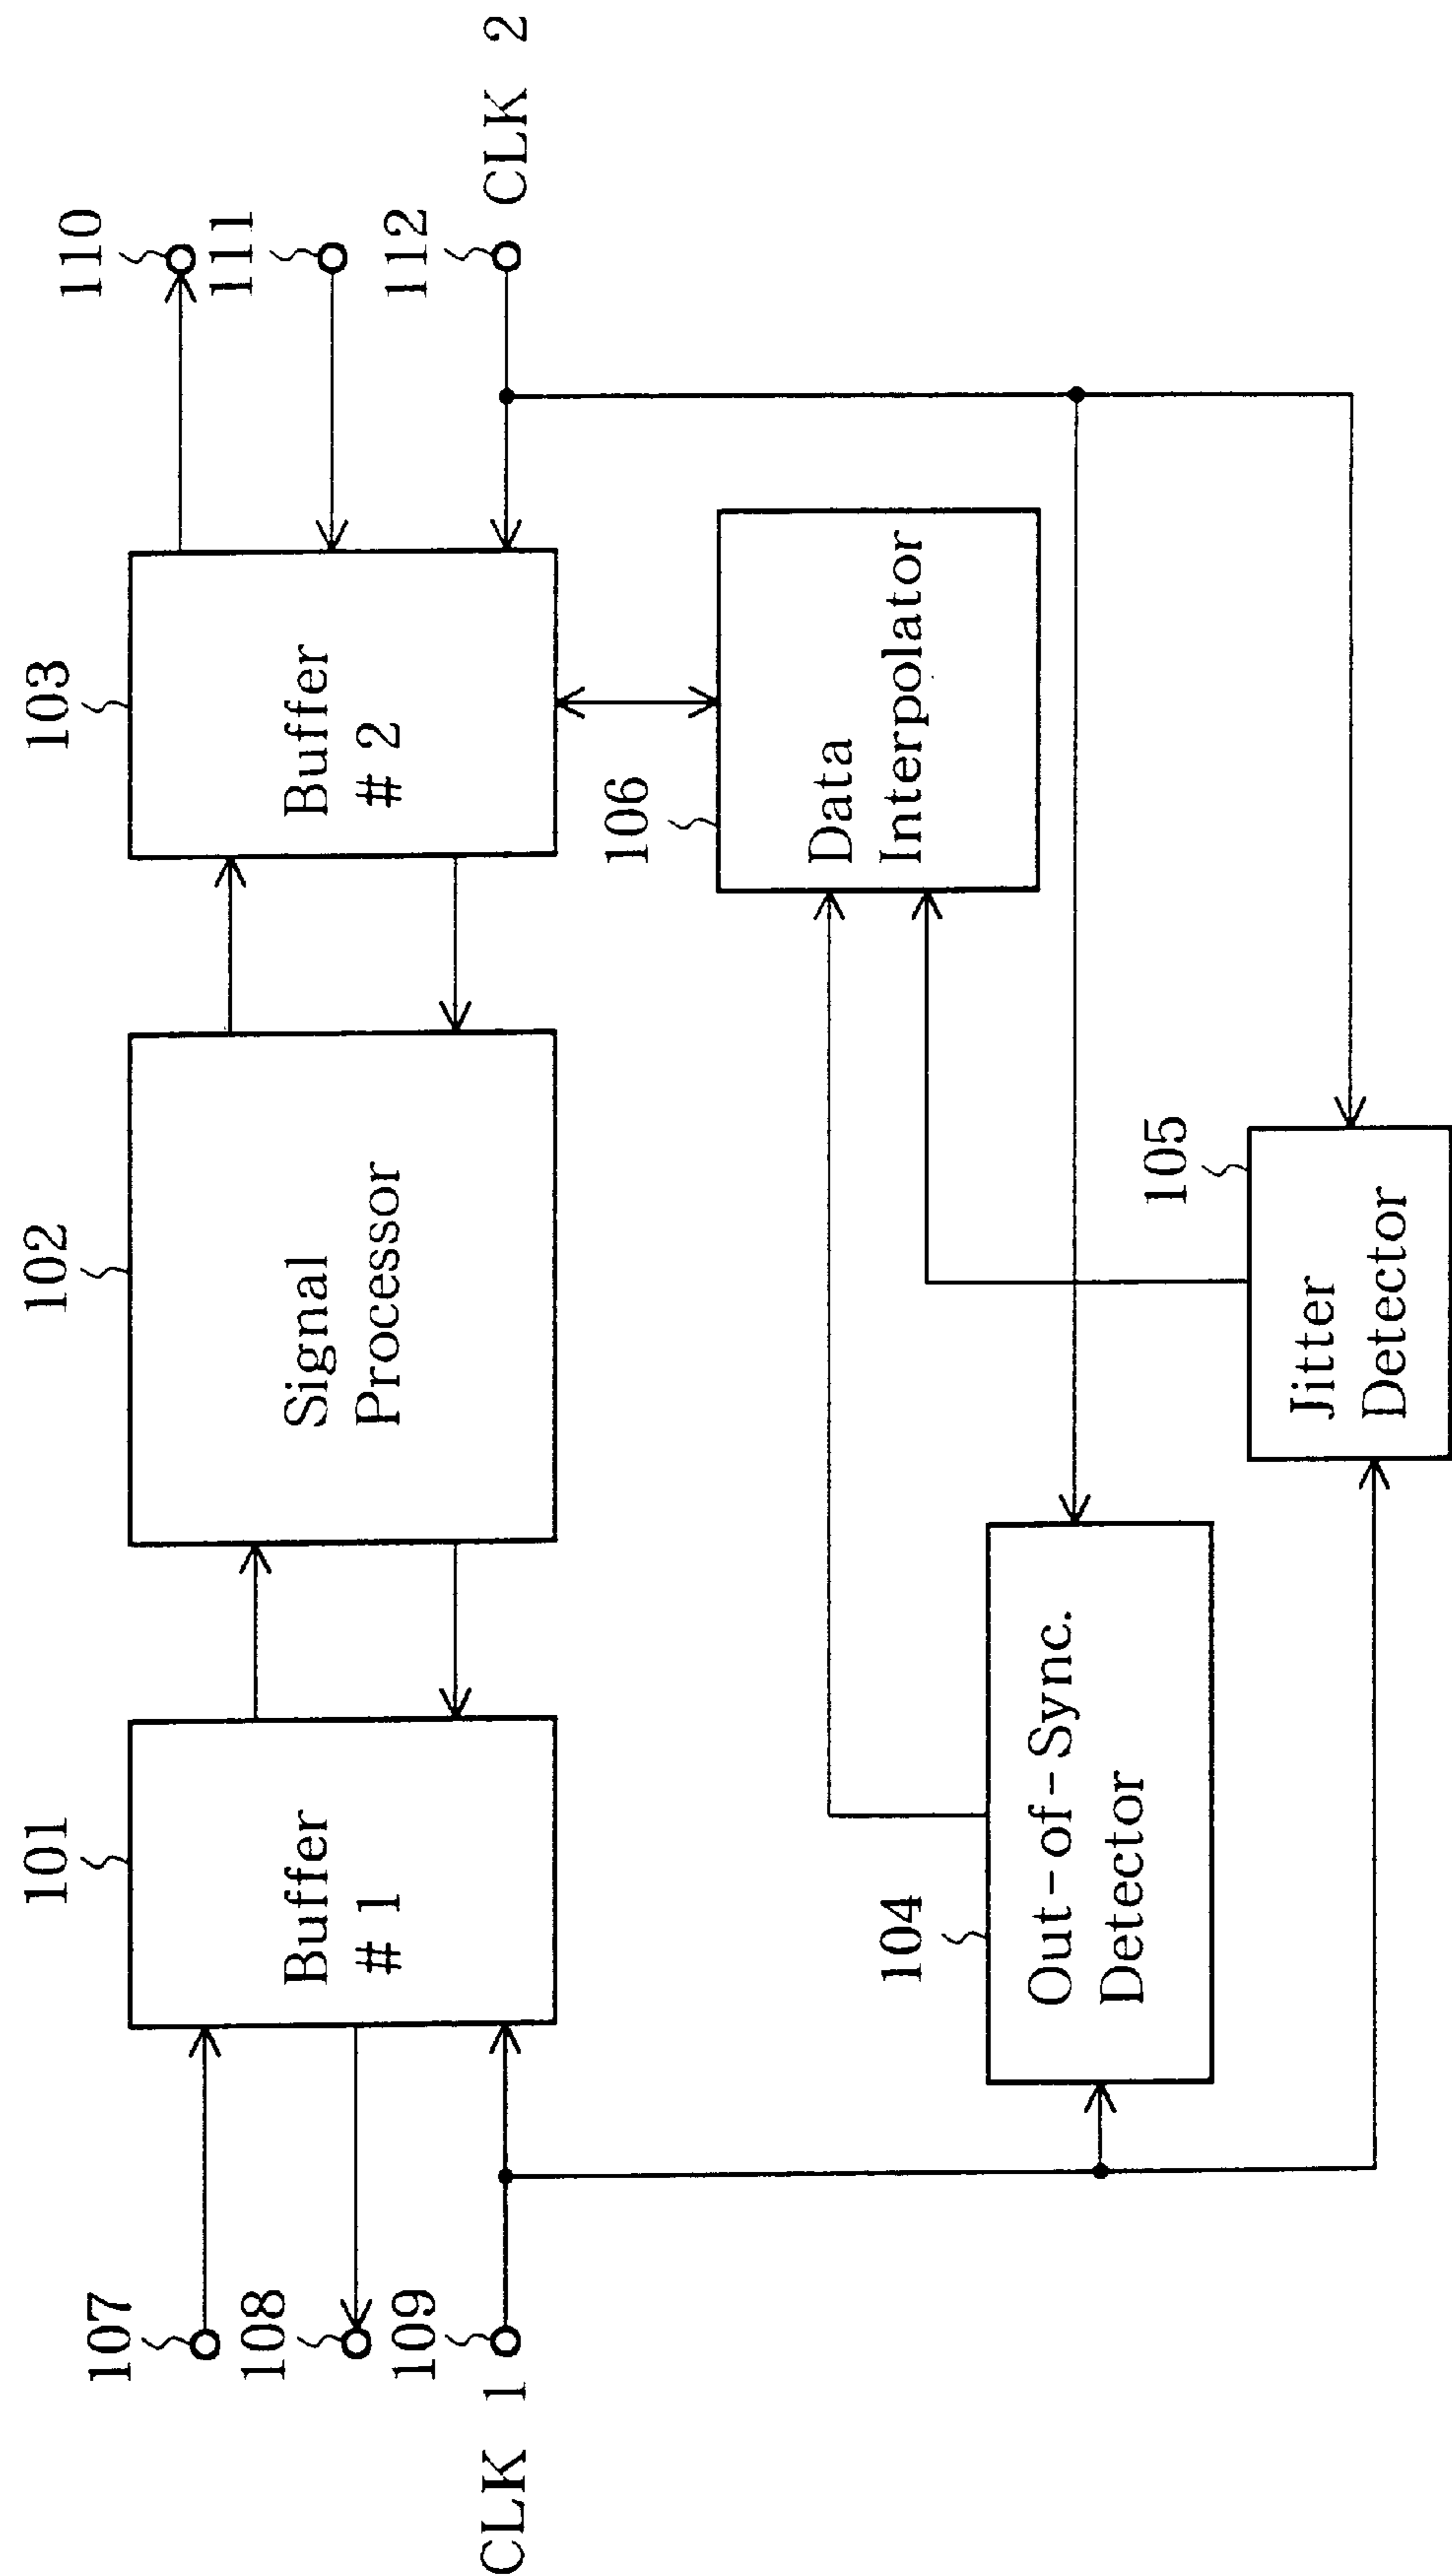 101
102
103
110
107
Buffer
# 1
Signal
Processor
Buffer
# 2
111
108
112
109
CLK 1
CLK 2
106
Data
Interpolator
104
Out-of-Sync.
Detector
105
Jitter
Detector